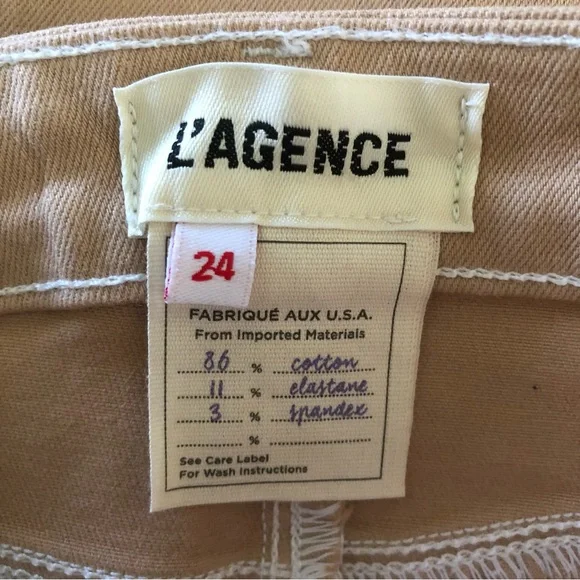 L'AGENCE
24
FABRIQUÉ AUX U.S.A.
From Imported Materials
86 % cotton
11 % elastane
3 % spandex
%
See Care Label
For Wash Instructions